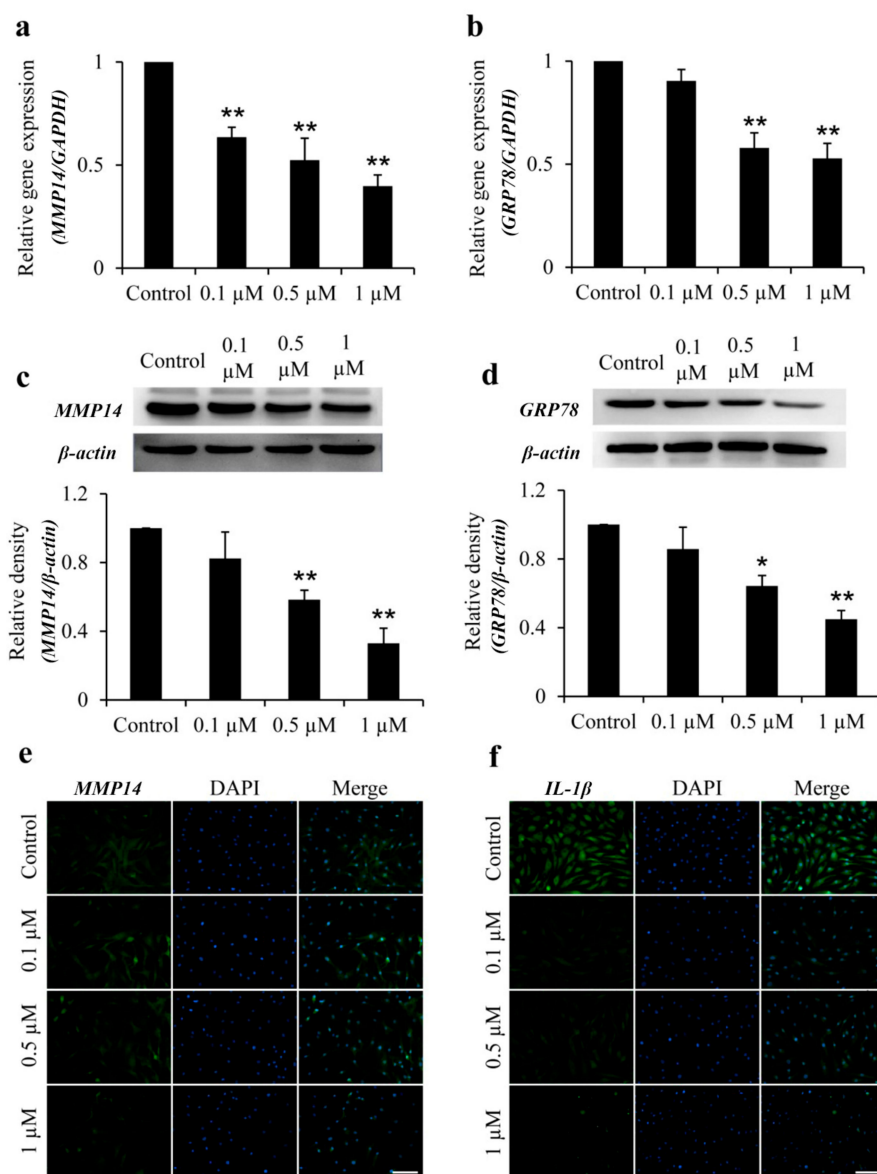 a
Relative gene expression
(MMP14/GAPDH)
1
0.5
0
**
**
**
Control 0.1 µM 0.5 µM 1 µM
b
Relative gene expression
(GRP78/GAPDH)
1
0.5
0
**
**
Control 0.1 µM 0.5 µM 1 µM
c
Control 0.1 µM 0.5 µM 1 µM
MMP14
β-actin
Relative density
(MMP14/β-actin)
1.2
0.8
0.4
0
**
**
Control 0.1 µM 0.5 µM 1 µM
d
Control 0.1 µM 0.5 µM 1 µM
GRP78
β-actin
Relative density
(GRP78/β-actin)
1.2
0.8
0.4
0
*
**
Control 0.1 µM 0.5 µM 1 µM
e
MMP14 DAPI Merge
Control
0.1 µM
0.5 µM
1 µM
f
IL-1β DAPI Merge
Control
0.1 µM
0.5 µM
1 µM